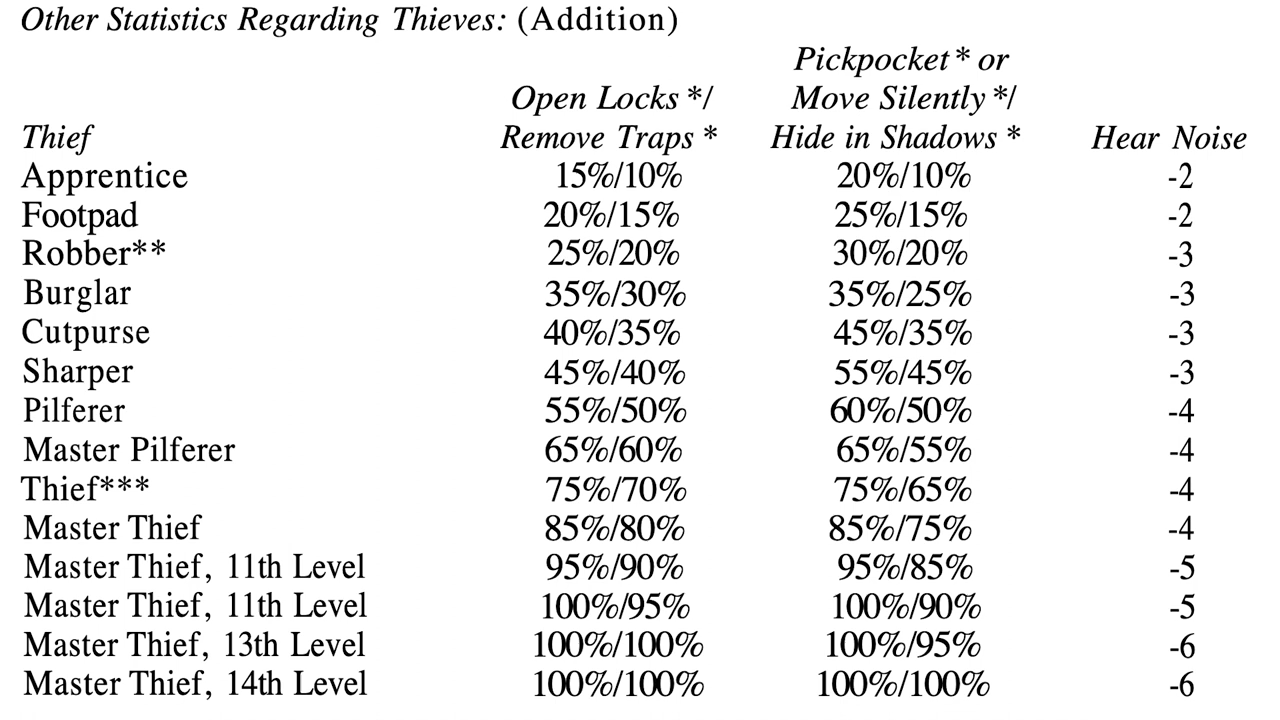 Other Statistics Regarding Thieves: (Addition)
Pickpocket * or
Open Locks */ Move Silently */
Thief Remove Traps * Hide in Shadows * Hear Noise
Apprentice 15%/10% 20%/10% -2
Footpad 20%/15% 25%/15% -2
Robber** 25%/20% 30%/20% -3
Burglar 35%/30% 35%/25% -3
Cutpurse 40%/35% 45%/35% -3
Sharper 45%/40% 55%/45% -3
Pilferer 55%/50% 60%/50% -4
Master Pilferer 65%/60% 65%/55% -4
Thief*** 75%/70% 75%/65% -4
Master Thief 85%/80% 85%/75% -4
Master Thief, 11th Level 95%/90% 95%/85% -5
Master Thief, 11th Level 100%/95% 100%/90% -5
Master Thief, 13th Level 100%/100% 100%/95% -6
Master Thief, 14th Level 100%/100% 100%/100% -6